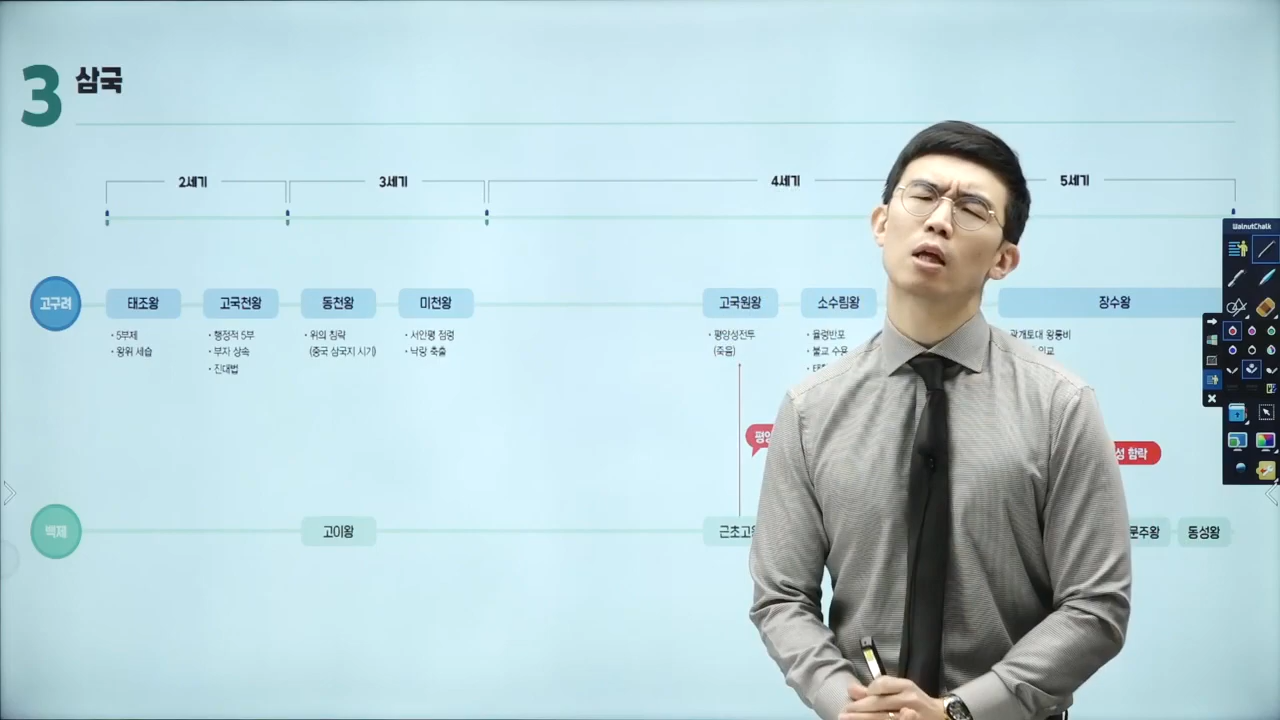 3 삼국
2세기 3세기 4세기 5세기
고구려 태조왕 고국천왕 동천왕 미천왕 고국원왕 소수림왕 장수왕
· 5부제
· 왕위 세습
· 행정적 5부
· 부자 상속
· 진대법
· 위의 침략
(중국 삼국지 시기)
· 서안평 점령
· 낙랑 축출
· 평양성전투
(죽음)
· 율령반포
· 불교 수용
광개토대 왕릉비
외교
성 함락
백제 고이왕 근초고 문주왕 동성왕
WalnutChalk